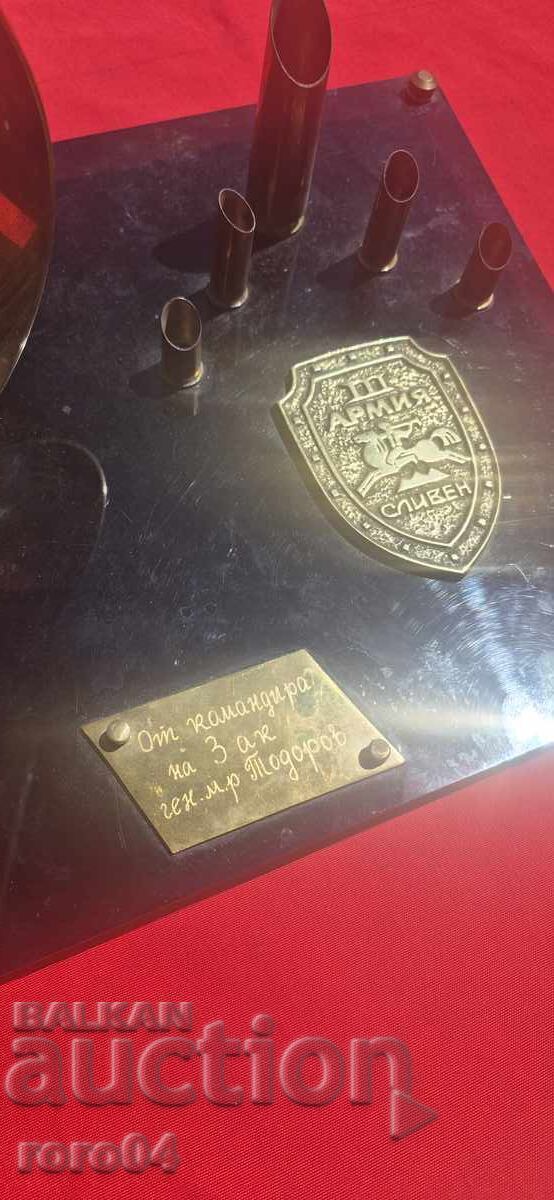 III
АРМИЯ
СЛИВЕН
От командира
на 3 ак
ген. м.р Тодоров
BALKAN
auction
roro04